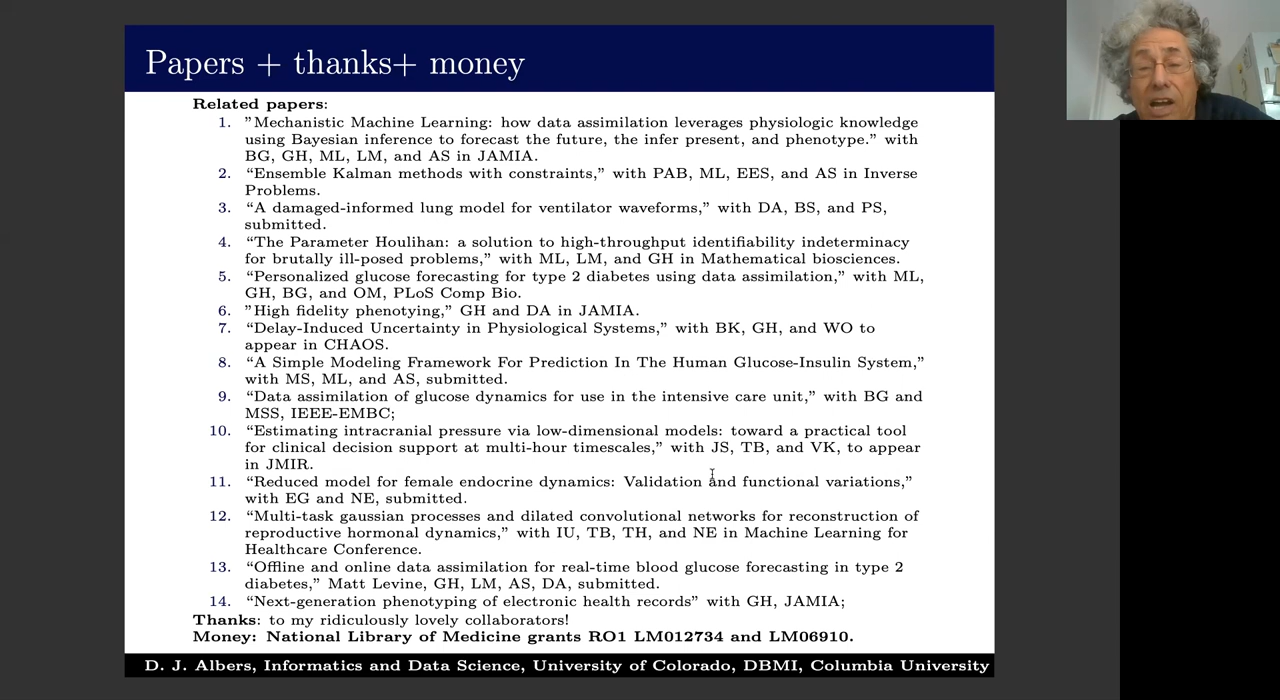 Papers + thanks+ money
Related papers:
1. "Mechanistic Machine Learning: how data assimilation leverages physiologic knowledge
using Bayesian inference to forecast the future, the infer present, and phenotype." with
BG, GH, ML, LM, and AS in JAMIA.
2. “Ensemble Kalman methods with constraints,” with PAB, ML, EES, and AS in Inverse
Problems.
3. “A damaged-informed lung model for ventilator waveforms,” with DA, BS, and PS,
submitted.
4. “The Parameter Houlihan: a solution to high-throughput identifiability indeterminacy
for brutally ill-posed problems,” with ML, LM, and GH in Mathematical biosciences.
5. “Personalized glucose forecasting for type 2 diabetes using data assimilation,” with ML,
GH, BG, and OM, PLoS Comp Bio.
6. ”High fidelity phenotying,” GH and DA in JAMIA.
7. “Delay-Induced Uncertainty in Physiological Systems,” with BK, GH, and WO to
appear in CHAOS.
8. “A Simple Modeling Framework For Prediction In The Human Glucose-Insulin System,”
with MS, ML, and AS, submitted.
9. “Data assimilation of glucose dynamics for use in the intensive care unit,” with BG and
MSS, IEEE-EMBC;
10. “Estimating intracranial pressure via low-dimensional models: toward a practical tool
for clinical decision support at multi-hour timescales,” with JS, TB, and VK, to appear
in JMIR.
11. “Reduced model for female endocrine dynamics: Validation and functional variations,”
with EG and NE, submitted.
12. “Multi-task gaussian processes and dilated convolutional networks for reconstruction of
reproductive hormonal dynamics,” with IU, TB, TH, and NE in Machine Learning for
Healthcare Conference.
13. “Offline and online data assimilation for real-time blood glucose forecasting in type 2
diabetes,” Matt Levine, GH, LM, AS, DA, submitted.
14. “Next-generation phenotyping of electronic health records” with GH, JAMIA;
Thanks: to my ridiculously lovely collaborators!
Money: National Library of Medicine grants RO1 LM012734 and LM06910.
D. J. Albers, Informatics and Data Science, University of Colorado, DBMI, Columbia University